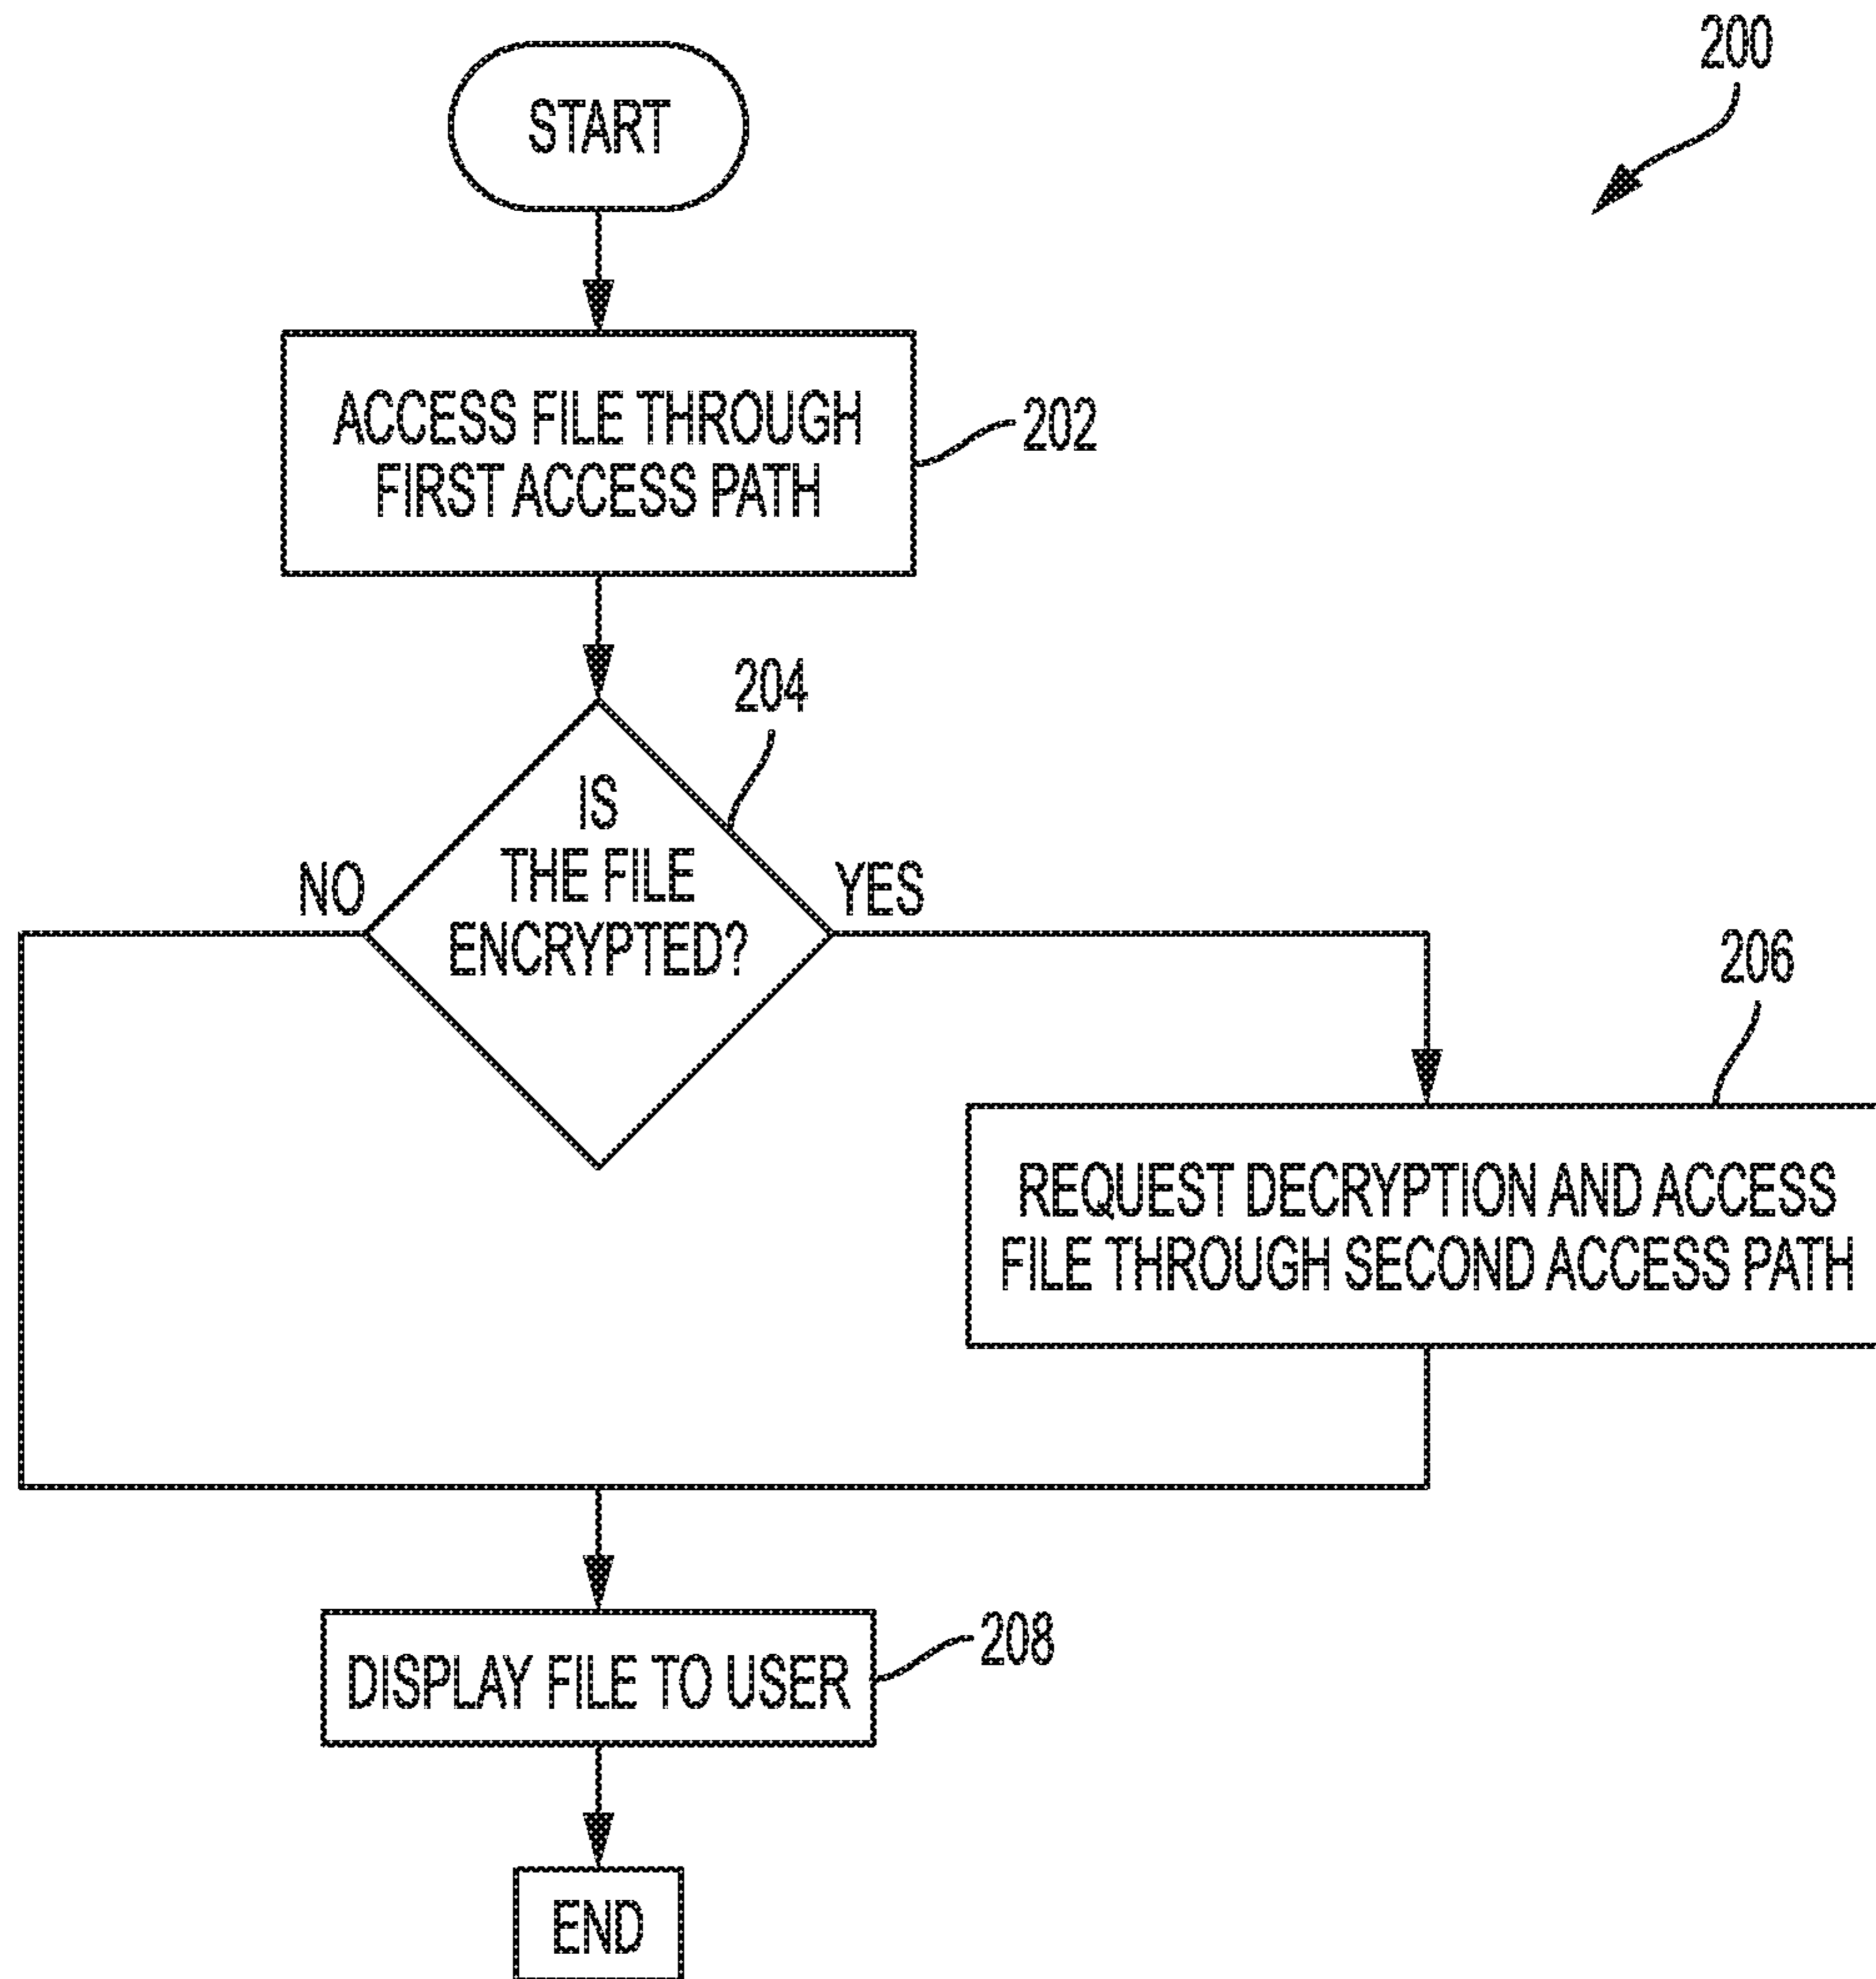 200
START
ACCESS FILE THROUGH
FIRST ACCESS PATH
202
204
IS
THE FILE
ENCRYPTED?
NO
YES
206
REQUEST DECRYPTION AND ACCESS
FILE THROUGH SECOND ACCESS PATH
DISPLAY FILE TO USER
208
END